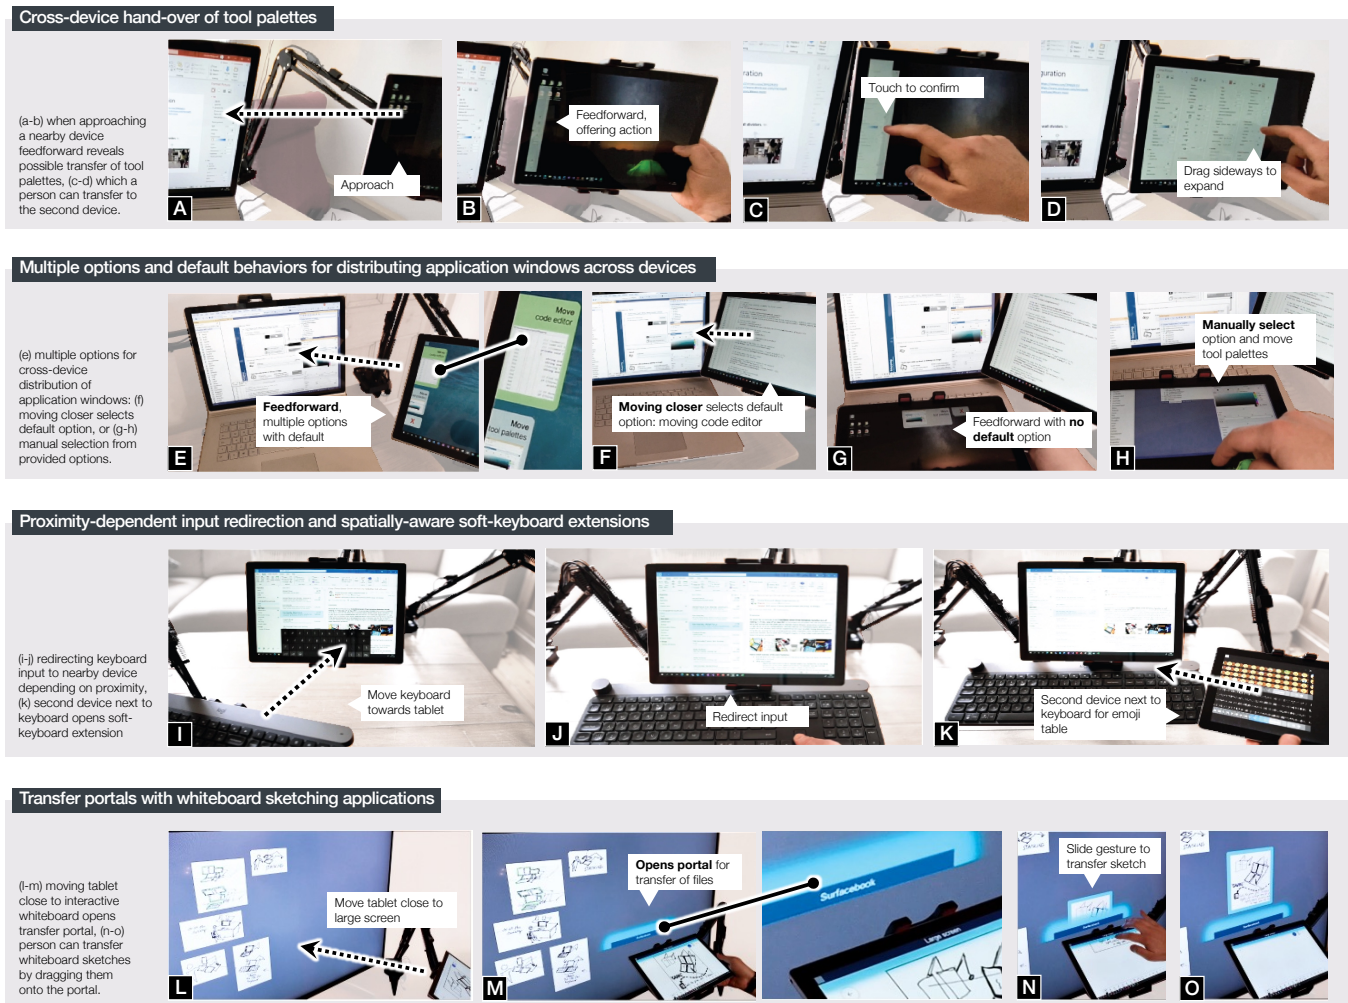 Cross-device hand-over of tool palettes
(a-b) when approaching
a nearby device
feedforward reveals
possible transfer of tool
palettes, (c-d) which a
person can transfer to
the second device.
Approach
A
Feedforward,
offering action
B
Touch to confirm
C
Drag sideways to
expand
D
Multiple options and default behaviors for distributing application windows across devices
(e) multiple options for
cross-device
distribution of
application windows: (f)
moving closer selects
default option, or (g-h)
manual selection from
provided options.
Feedforward,
multiple options
with default
E
Move
code editor
Move
tool palettes
Moving closer selects default
option: moving code editor
F
Feedforward with no
default option
G
Manually select
option and move
tool palettes
H
Proximity-dependent input redirection and spatially-aware soft-keyboard extensions
(i-j) redirecting keyboard
input to nearby device
depending on proximity,
(k) second device next to
keyboard opens soft-
keyboard extension
Move keyboard
towards tablet
I
Redirect input
J
Second device next to
keyboard for emoji
table
K
Transfer portals with whiteboard sketching applications
(l-m) moving tablet
close to interactive
whiteboard opens
transfer portal, (n-o)
person can transfer
whiteboard sketches
by dragging them
onto the portal.
Move tablet close to
large screen
L
Opens portal for
transfer of files
M
Surfacebook
Large screen
Slide gesture to
transfer sketch
N
O